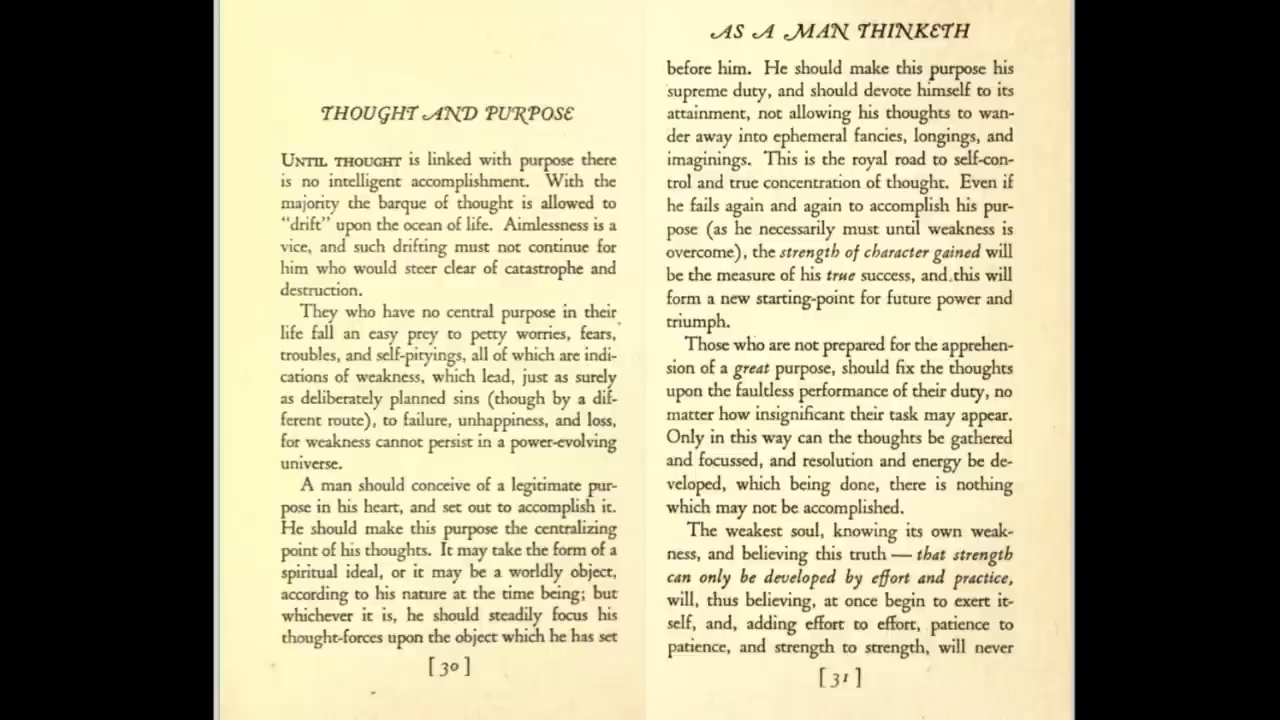 THOUGHT AND PURPOSE
UNTIL THOUGHT is linked with purpose there
is no intelligent accomplishment. With the
majority the barque of thought is allowed to
“drift” upon the ocean of life. Aimlessness is a
vice, and such drifting must not continue for
him who would steer clear of catastrophe and
destruction.
They who have no central purpose in their
life fall an easy prey to petty worries, fears,
troubles, and self-pityings, all of which are indi-
cations of weakness, which lead, just as surely
as deliberately planned sins (though by a dif-
ferent route), to failure, unhappiness, and loss,
for weakness cannot persist in a power-evolving
universe.
A man should conceive of a legitimate pur-
pose in his heart, and set out to accomplish it.
He should make this purpose the centralizing
point of his thoughts. It may take the form of a
spiritual ideal, or it may be a worldly object,
according to his nature at the time being; but
whichever it is, he should steadily focus his
thought-forces upon the object which he has set
[30]
AS A MAN THINKETH
before him. He should make this purpose his
supreme duty, and should devote himself to its
attainment, not allowing his thoughts to wan-
der away into ephemeral fancies, longings, and
imaginings. This is the royal road to self-con-
trol and true concentration of thought. Even if
he fails again and again to accomplish his pur-
pose (as he necessarily must until weakness is
overcome), the strength of character gained will
be the measure of his true success, and this will
form a new starting-point for future power and
triumph.
Those who are not prepared for the apprehen-
sion of a great purpose, should fix the thoughts
upon the faultless performance of their duty, no
matter how insignificant their task may appear.
Only in this way can the thoughts be gathered
and focussed, and resolution and energy be de-
veloped, which being done, there is nothing
which may not be accomplished.
The weakest soul, knowing its own weak-
ness, and believing this truth — that strength
can only be developed by effort and practice,
will, thus believing, at once begin to exert it-
self, and, adding effort to effort, patience to
patience, and strength to strength, will never
[31]